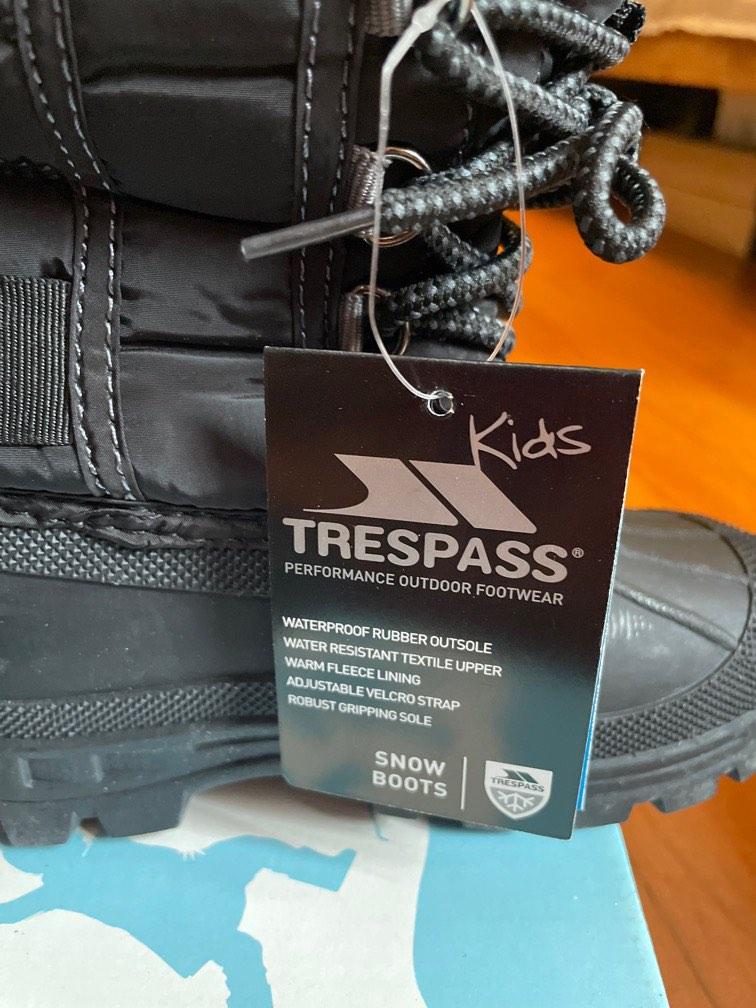 Kids
TRESPASS®
PERFORMANCE OUTDOOR FOOTWEAR
WATERPROOF RUBBER OUTSOLE
WATER RESISTANT TEXTILE UPPER
WARM FLEECE LINING
ADJUSTABLE VELCRO STRAP
ROBUST GRIPPING SOLE
SNOW
BOOTS
TRESPASS